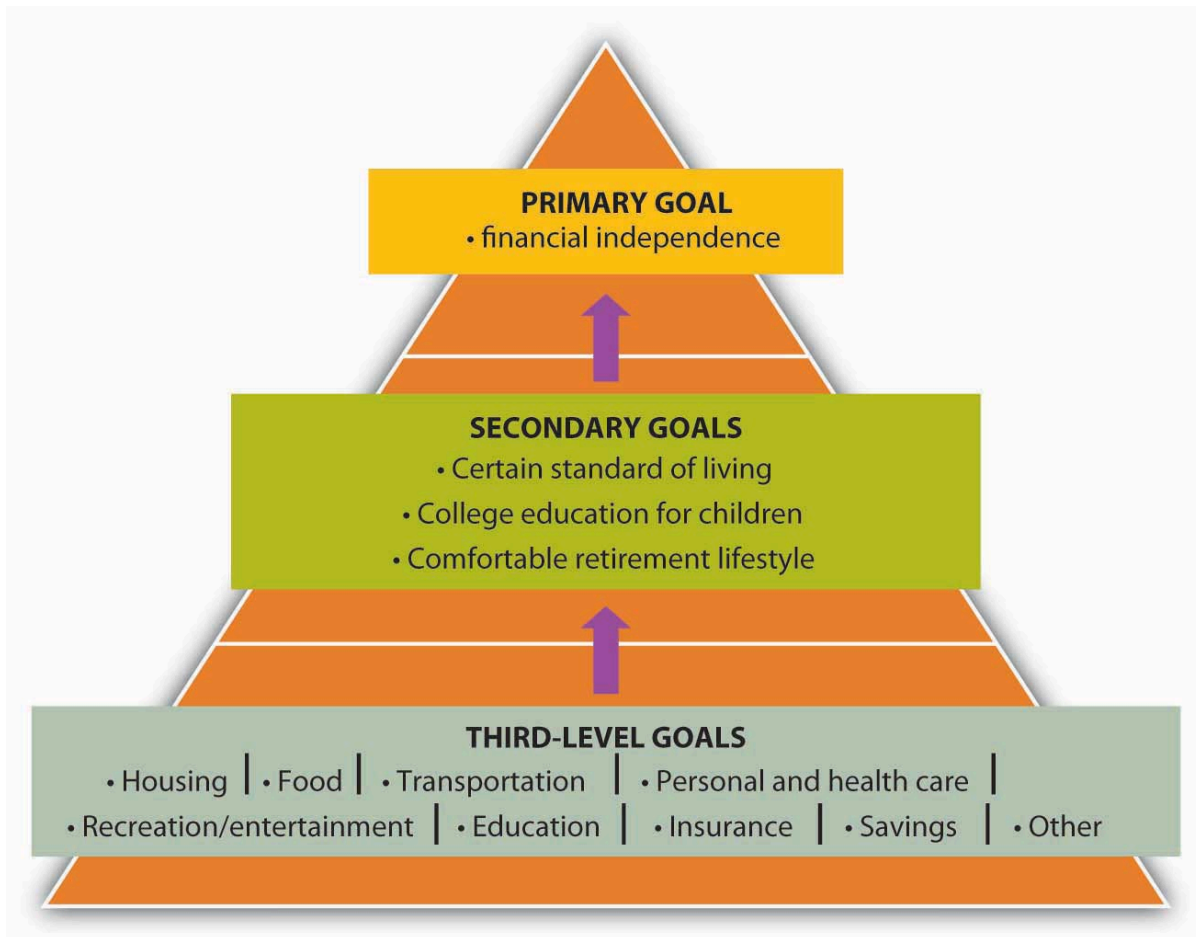 PRIMARY GOAL
• financial independence
SECONDARY GOALS
• Certain standard of living
• College education for children
• Comfortable retirement lifestyle
THIRD-LEVEL GOALS
• Housing | • Food | • Transportation | • Personal and health care |
• Recreation/entertainment | • Education | • Insurance | • Savings | • Other